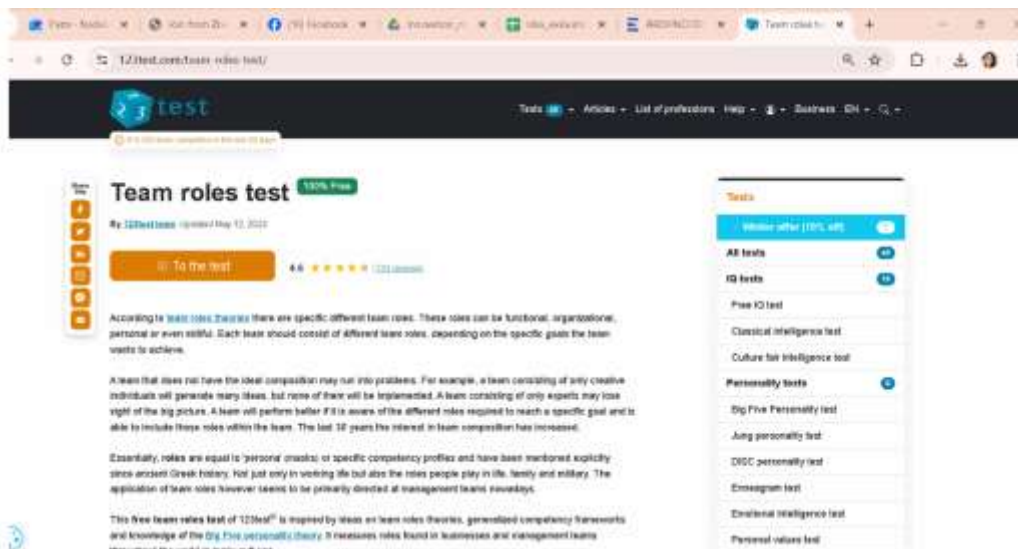 123test.com/team-roles-test/
test
Tests
Articles
List of professions
Help
Business
EN
Team roles test
100% Free
By 123test team. Updated May 12, 2023
To the test
4.6
According to team roles theories there are specific different team roles. These roles can be functional, organizational,
personal or even skillful. Each team should consist of different team roles, depending on the specific goals the team
wants to achieve.
A team that does not have the ideal composition may run into problems. For example, a team consisting of only creative
individuals will generate many ideas, but none of them will be implemented. A team consisting of only experts may lose
sight of the big picture. A team will perform better if it is aware of the different roles required to reach a specific goal and is
able to include those roles within the team. The last 30 years the interest in team composition has increased.
Essentially, roles are equal to 'persona' (masks) or specific competency profiles and have been mentioned explicitly
since ancient Greek history. Not just only in working life but also the roles people play in life, family and military. The
application of team roles however seems to be primarily directed at management teams nowadays.
This free team roles test of 123test® is inspired by ideas on team roles theories, generalized competency frameworks
and knowledge of the Big Five personality theory. It measures roles found in businesses and management teams
Tests
Winter offer (10% off)
All tests
IQ tests
Free IQ test
Classical intelligence test
Culture fair intelligence test
Personality tests
Big Five Personality test
Jung personality test
DISC personality test
Enneagram test
Emotional intelligence test
Personal values test